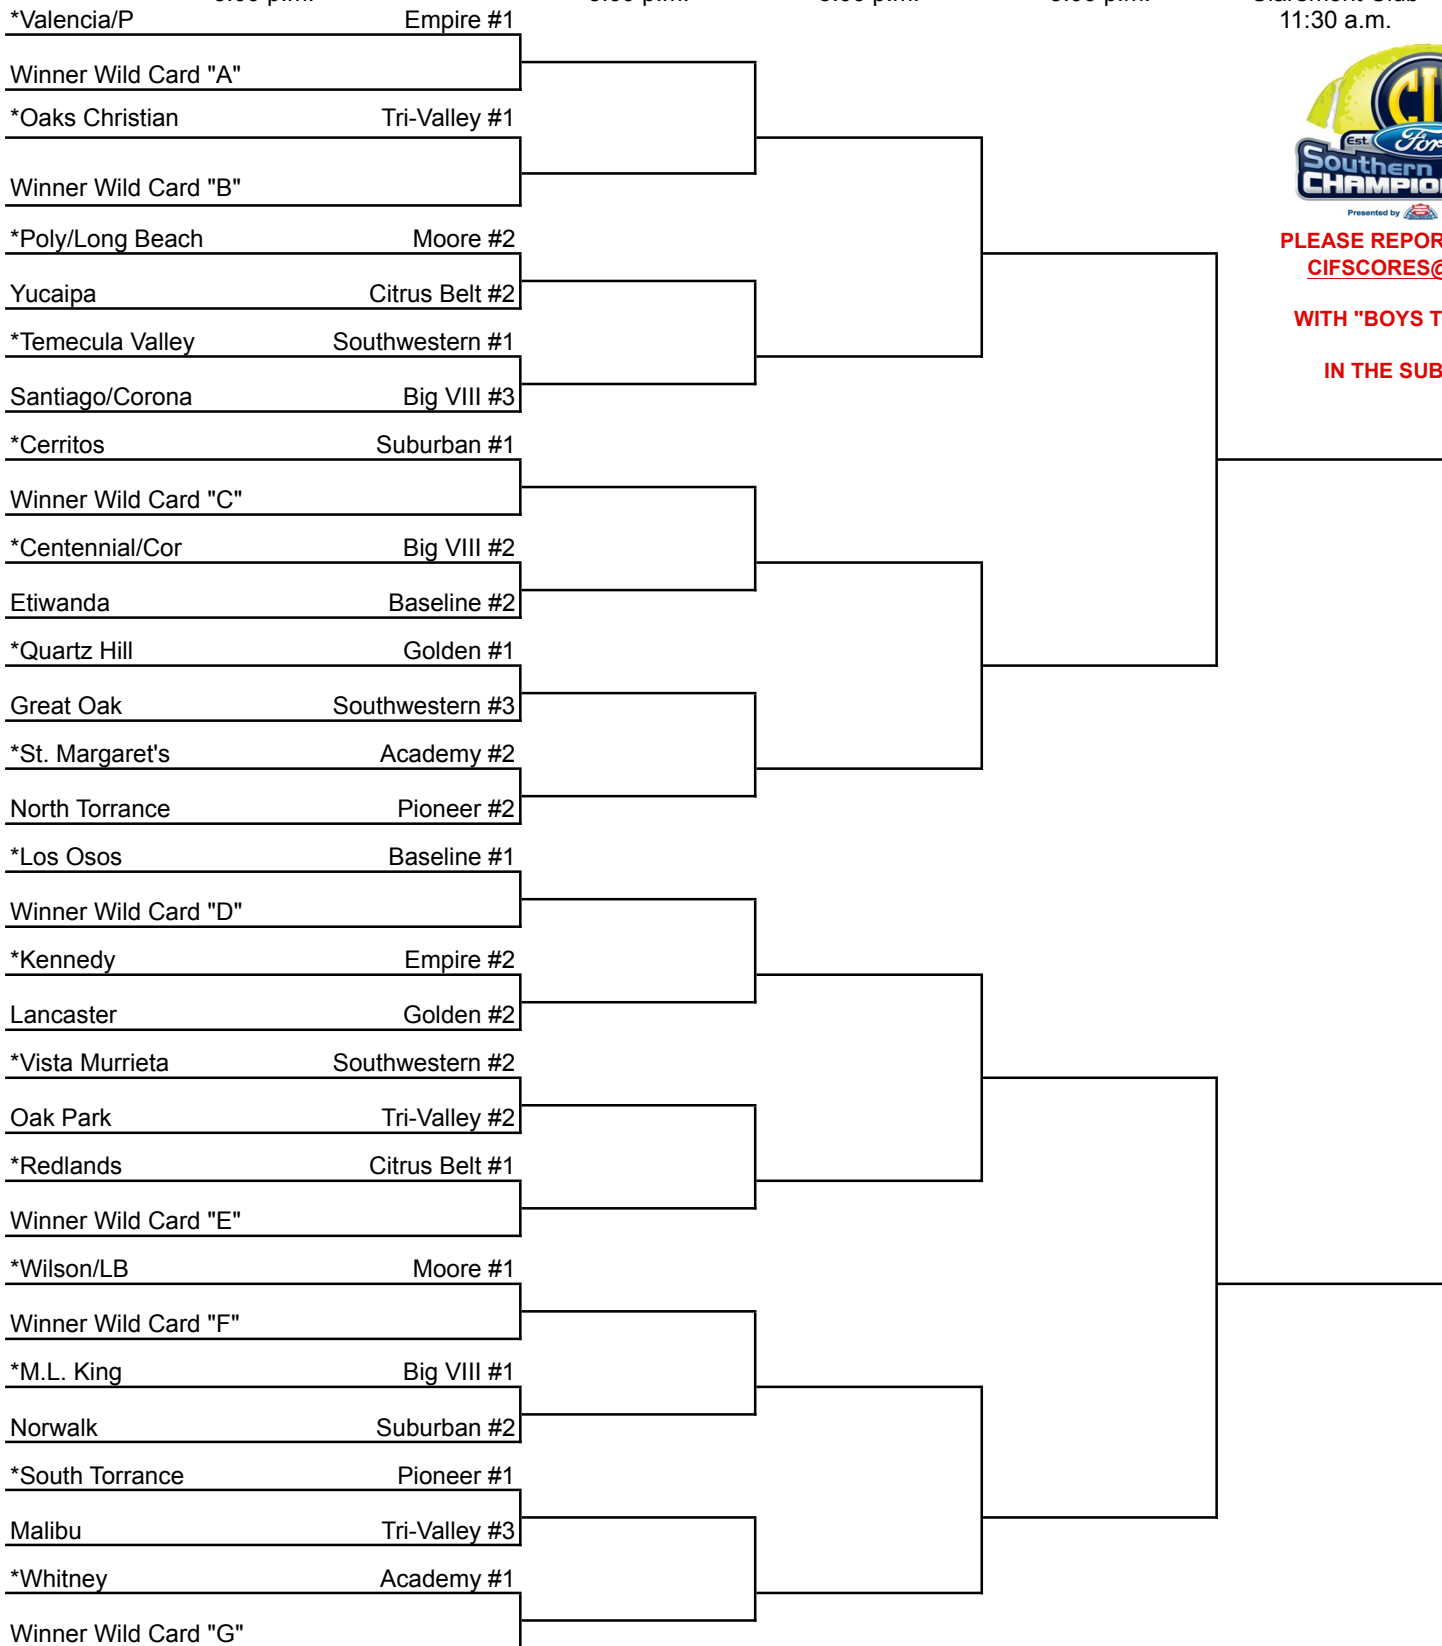 *Valencia/P Empire #1 11:30 a.m.
Winner Wild Card "A"
*Oaks Christian Tri-Valley #1
Est.
Southern
Winner Wild Card "B"
Presented by
*Poly/Long Beach Moore #2
PLEASE REPOR
CIFSCORES@
Yucaipa Citrus Belt #2
WITH "BOYS T
*Temecula Valley Southwestern #1
IN THE SUB
Santiago/Corona Big VIII #3
*Cerritos Suburban #1
Winner Wild Card "C"
*Centennial/Cor Big VIII #2
Etiwanda Baseline #2
*Quartz Hill Golden #1
Great Oak Southwestern #3
*St. Margaret's Academy #2
North Torrance Pioneer #2
*Los Osos Baseline #1
Winner Wild Card "D"
*Kennedy Empire #2
Lancaster Golden #2
*Vista Murrieta Southwestern #2
Oak Park Tri-Valley #2
*Redlands Citrus Belt #1
Winner Wild Card "E"
*Wilson/LB Moore #1
Winner Wild Card "F"
*M.L. King Big VIII #1
Norwalk Suburban #2
*South Torrance Pioneer #1
Malibu Tri-Valley #3
*Whitney Academy #1
Winner Wild Card "G"